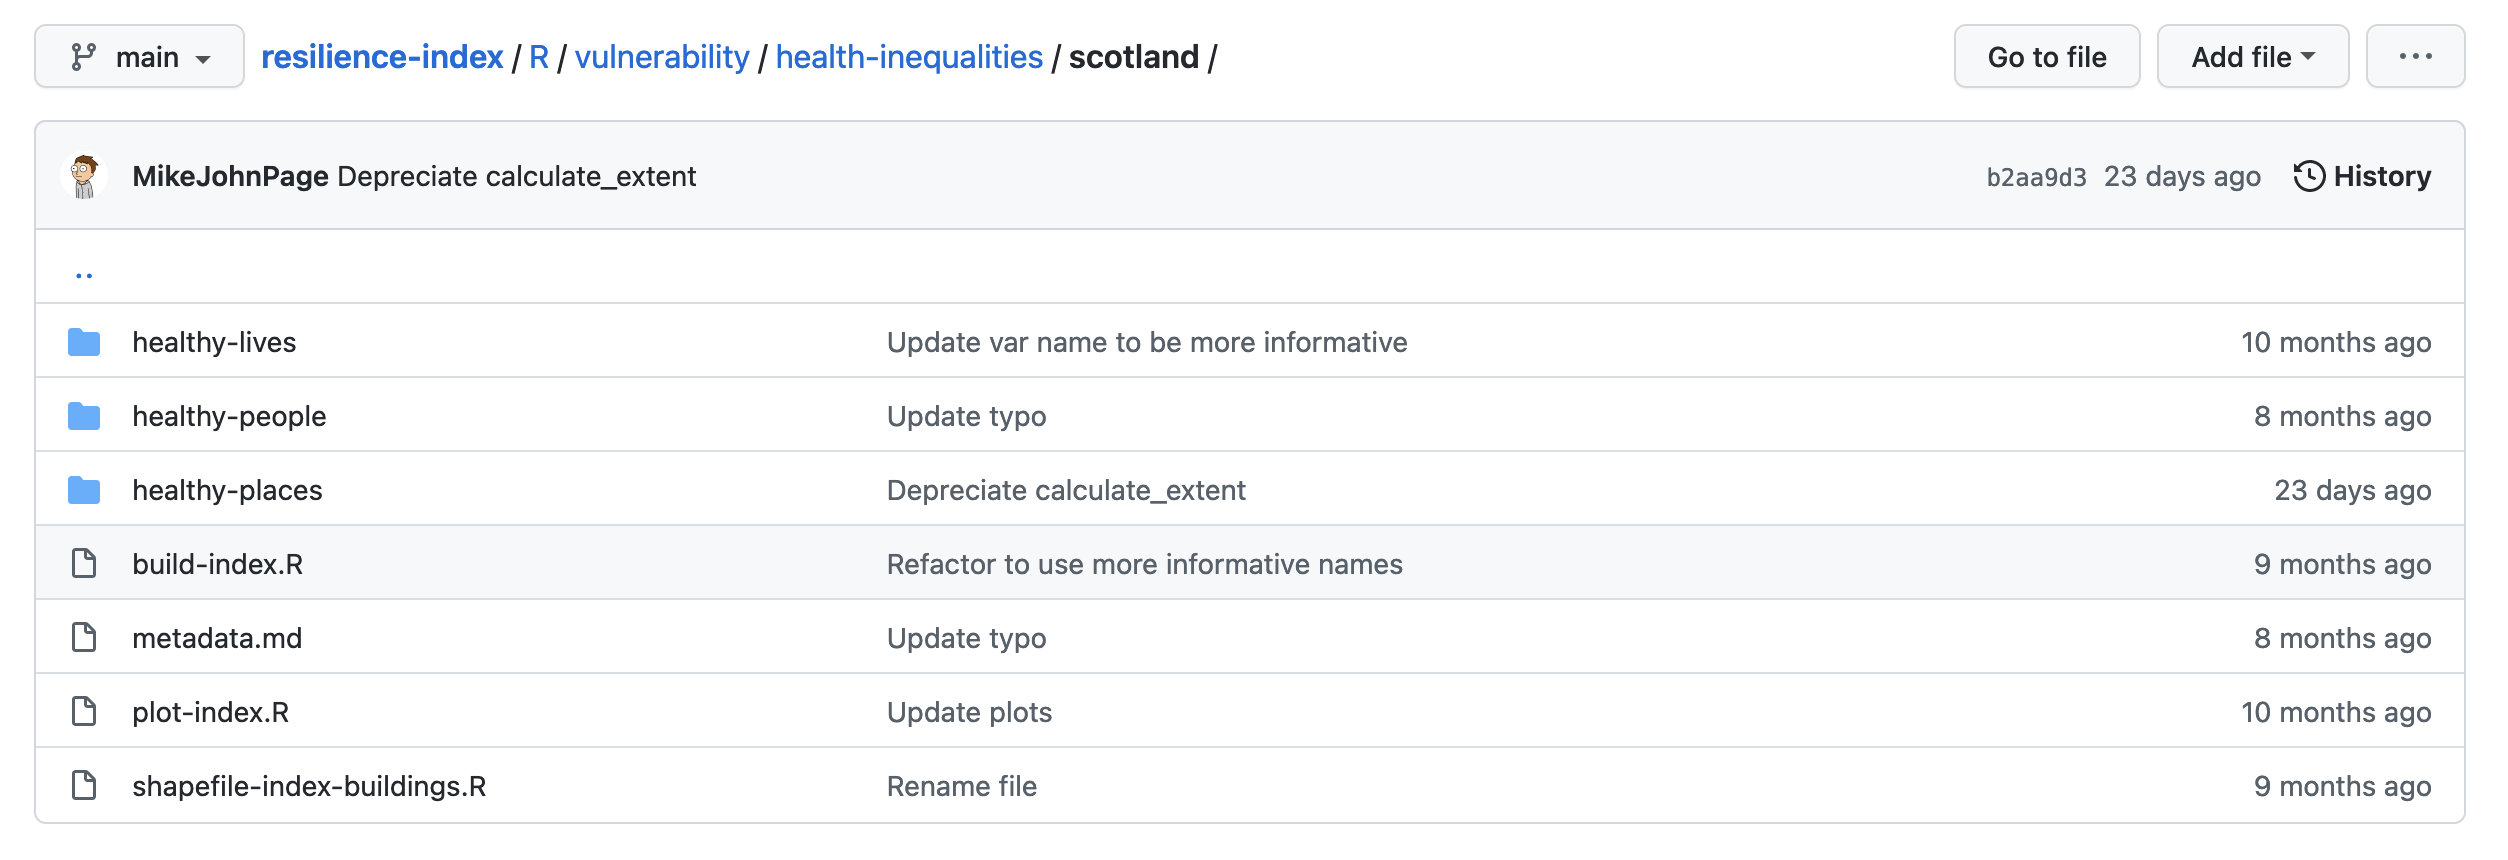 main resilience-index / R / vulnerability / health-inequalities / scotland / Go to file Add file ...
MikeJohnPage Depreciate calculate_extent b2aa9d3 23 days ago History
..
healthy-lives Update var name to be more informative 10 months ago
healthy-people Update typo 8 months ago
healthy-places Depreciate calculate_extent 23 days ago
build-index.R Refactor to use more informative names 9 months ago
metadata.md Update typo 8 months ago
plot-index.R Update plots 10 months ago
shapefile-index-buildings.R Rename file 9 months ago